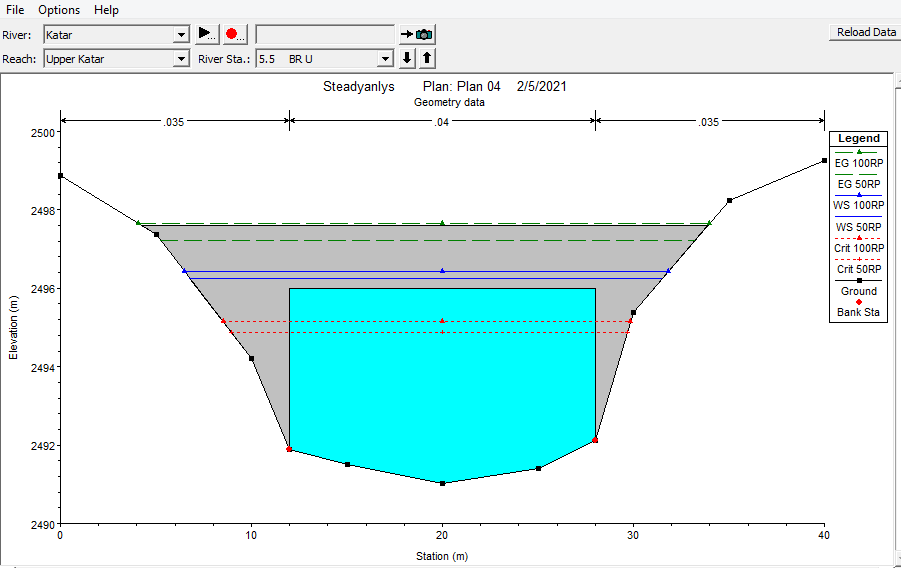 File Options Help
River: Katar ... ... Reload Data
Reach: Upper Katar River Sta.: 5.5 BR U
Steadyanlys Plan: Plan 04 2/5/2021
Geometry data
.035 .04 .035
Legend
EG 100RP
EG 50RP
WS 100RP
WS 50RP
Crit 100RP
Crit 50RP
Ground
Bank Sta
2500
2498
2496
2494
2492
2490
Elevation (m)
0 10 20 30 40
Station (m)